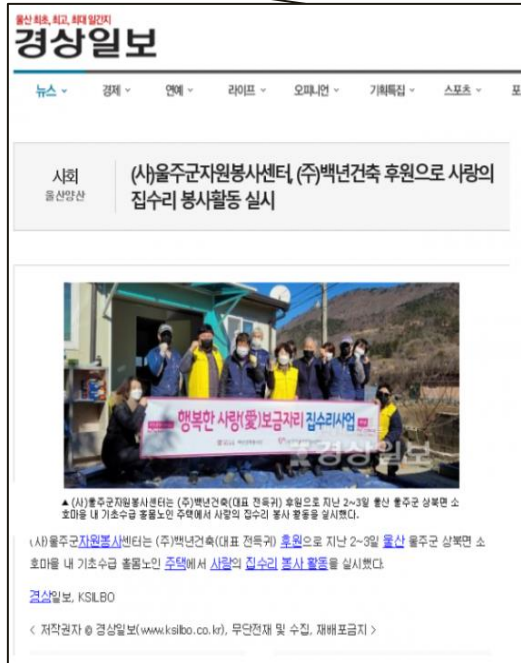 울산 최초, 최고, 최대 일간지
경상일보
뉴스 경제 연예 라이프 오피니언 기획특집 스포츠 포
사회
울산양산
(사)울주군자원봉사센터, (주)백년건축 후원으로 사랑의
집수리 봉사활동 실시
행복한 사랑(愛)보금자리 집수리사업
경상일보
▲ (사)울주군자원봉사센터는 (주)백년건축(대표 전득귀) 후원으로 지난 2~3일 울산 울주군 상북면 소
호마을 내 기초수급 홀몸노인 주택에서 사랑의 집수리 봉사 활동을 실시했다.
(사)울주군자원봉사센터는 (주)백년건축(대표 전득귀) 후원으로 지난 2~3일 울산 울주군 상북면 소
호마을 내 기초수급 홀몸노인 주택에서 사랑의 집수리 봉사 활동을 실시했다.
경상일보, KSILBO
< 저작권자 © 경상일보(www.ksilbo.co.kr), 무단전재 및 수집, 재배포금지 >